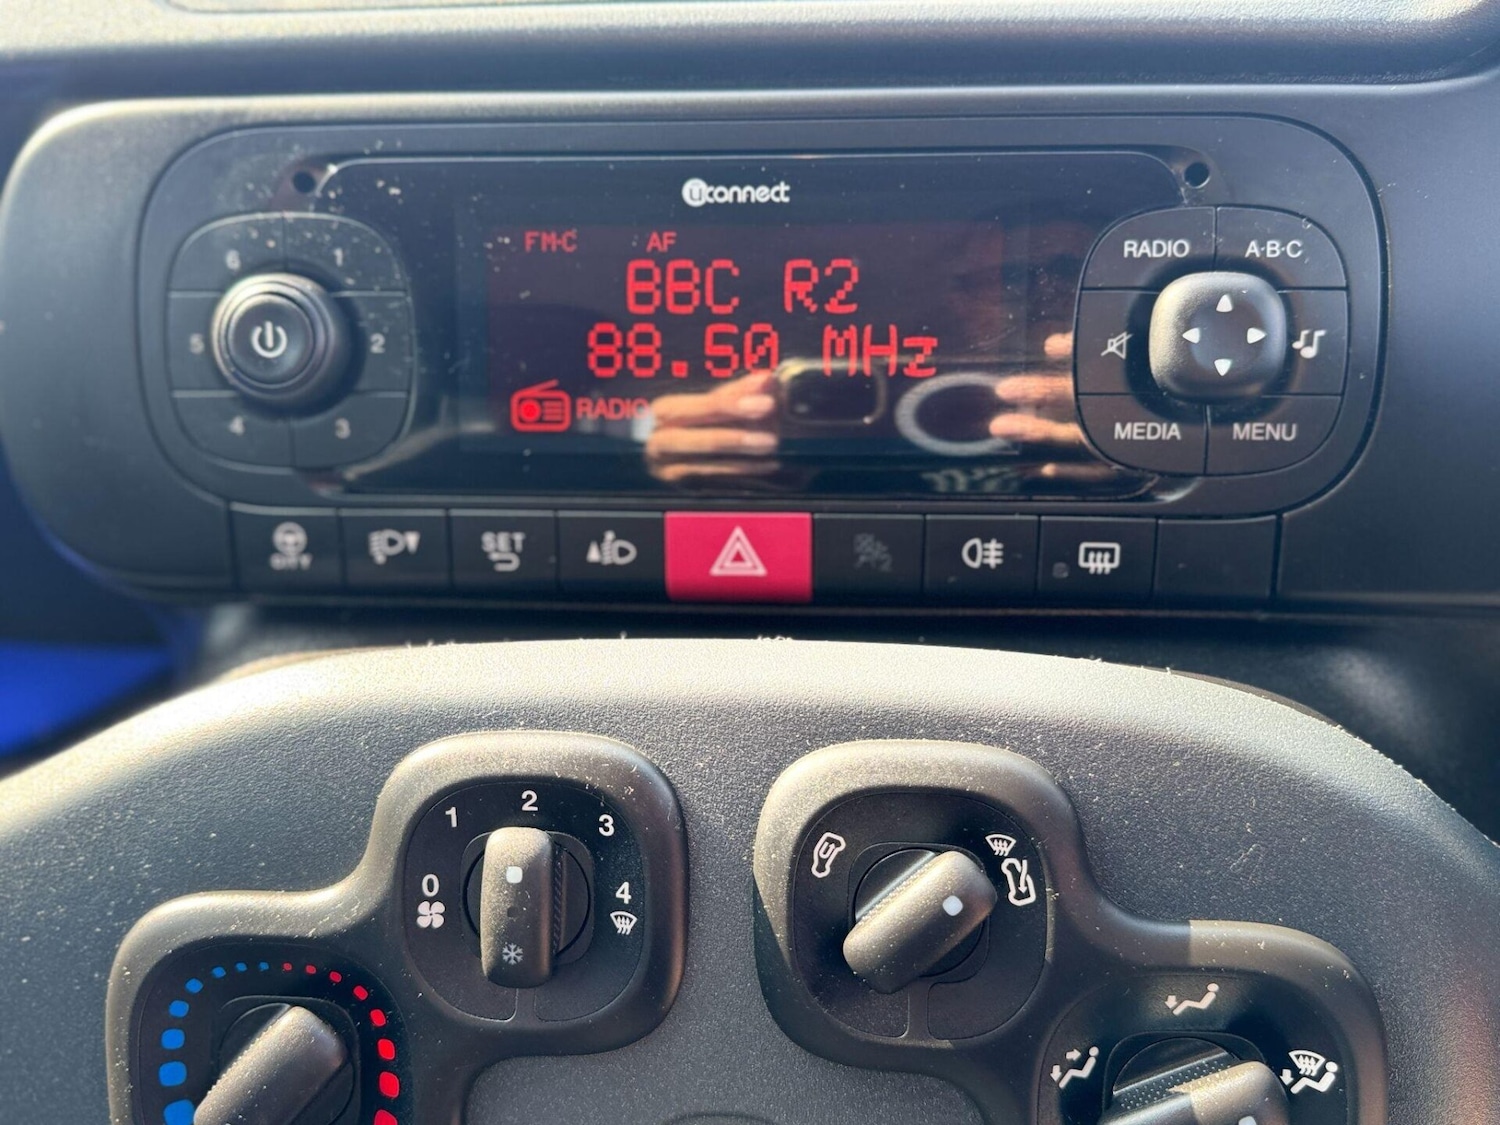 uconnect
FM-C AF
BBC R2
88.50 MHz
RADIO
6 1
5 2
4 3
RADIO A·B·C
MEDIA MENU
CITY
SET
1 2 3
0 4